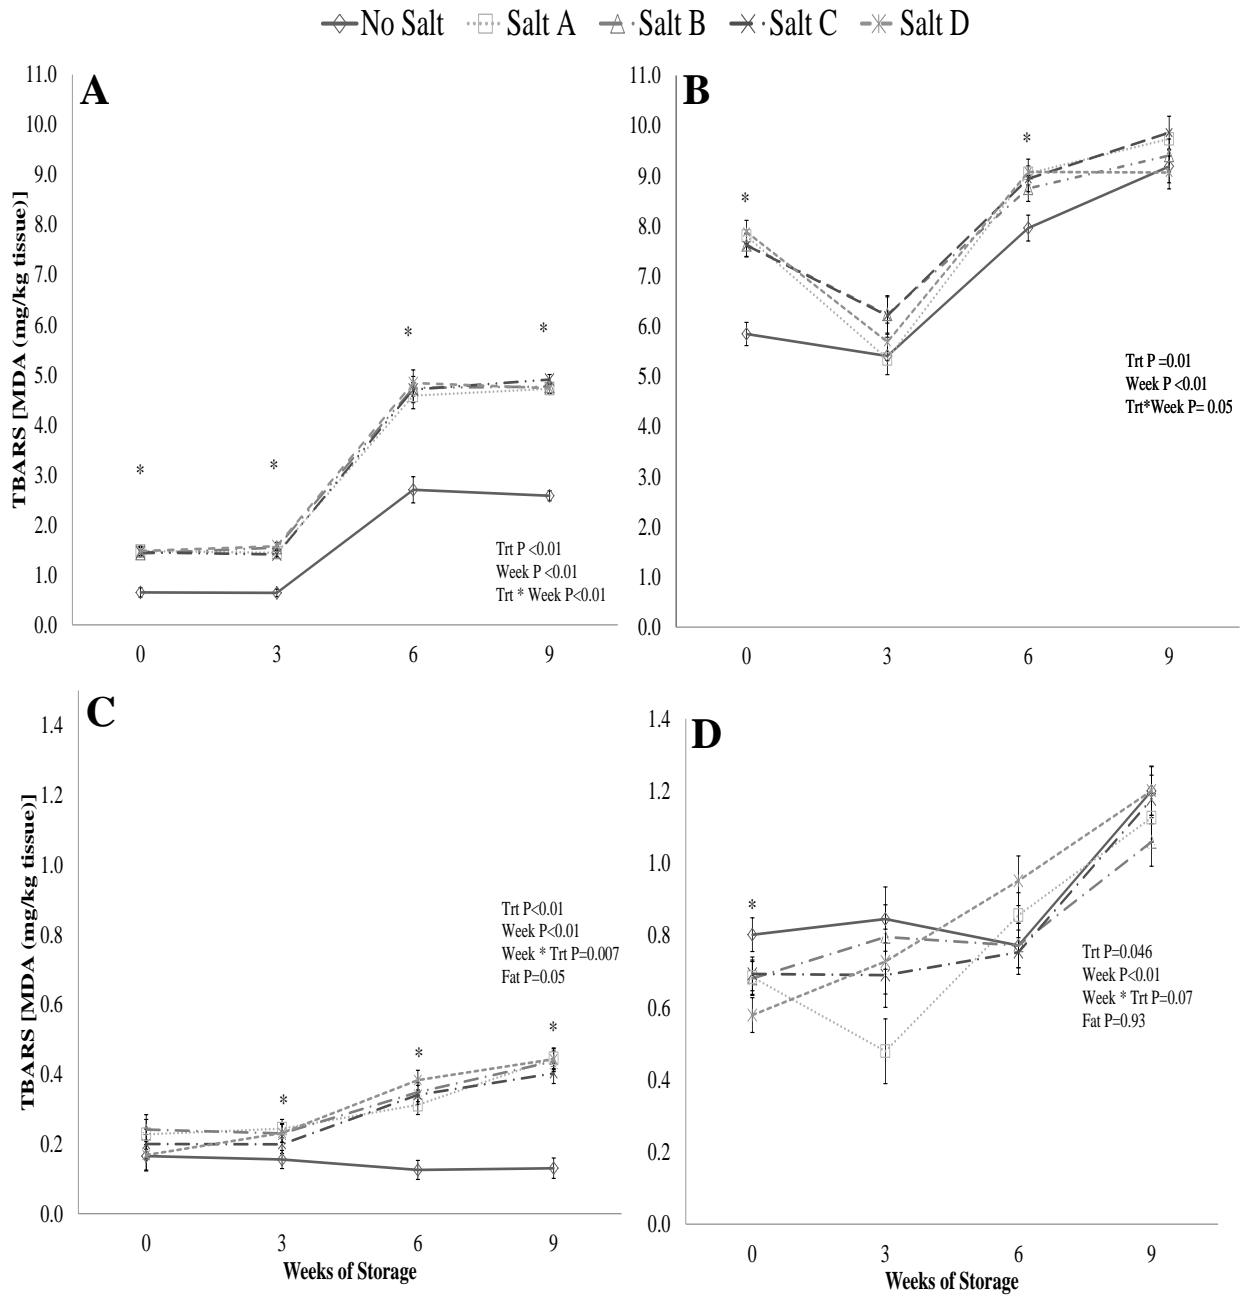 No Salt Salt A Salt B Salt C Salt D
A
TBARS [MDA (mg/kg tissue)]
11.0
10.0
9.0
8.0
7.0
6.0
5.0
4.0
3.0
2.0
1.0
0.0
* * * *
Trt P <0.01
Week P <0.01
Trt * Week P<0.01
0 3 6 9
B
11.0
10.0
9.0
8.0
7.0
6.0
5.0
4.0
3.0
2.0
1.0
0.0
* *
Trt P =0.01
Week P <0.01
Trt*Week P= 0.05
0 3 6 9
C
TBARS [MDA (mg/kg tissue)]
1.4
1.2
1.0
0.8
0.6
0.4
0.2
0.0
Trt P<0.01
Week P<0.01
Week * Trt P=0.007
Fat P=0.05
* * *
0 3 6 9
Weeks of Storage
D
1.4
1.2
1.0
0.8
0.6
0.4
0.2
0.0
*
Trt P=0.046
Week P<0.01
Week * Trt P=0.07
Fat P=0.93
0 3 6 9
Weeks of Storage